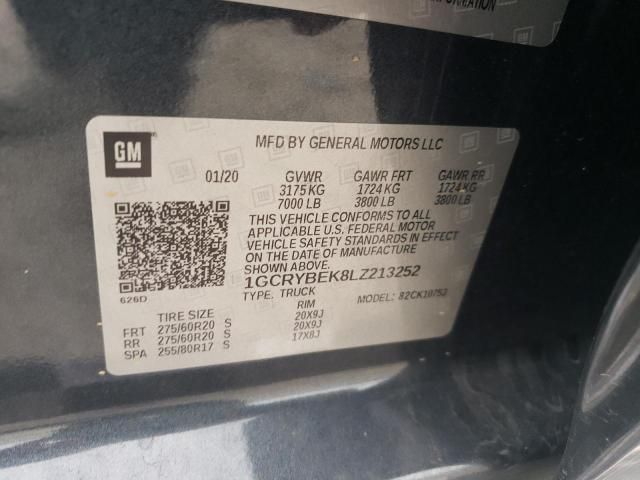 INFORMATION
GM
MFD BY GENERAL MOTORS LLC
01/20 GVWR GAWR FRT GAWR RR
3175 KG 1724 KG 1724 KG
7000 LB 3800 LB 3800 LB
THIS VEHICLE CONFORMS TO ALL
APPLICABLE U.S. FEDERAL MOTOR
VEHICLE SAFETY STANDARDS IN EFFECT
ON THE DATE OF MANUFACTURE
SHOWN ABOVE.
1GCRYBEK8LZ213252
626D
TYPE: TRUCK MODEL: 82CK10753
TIRE SIZE RIM
FRT 275/60R20 S 20X9J
RR 275/60R20 S 20X9J
SPA 255/80R17 S 17X8J